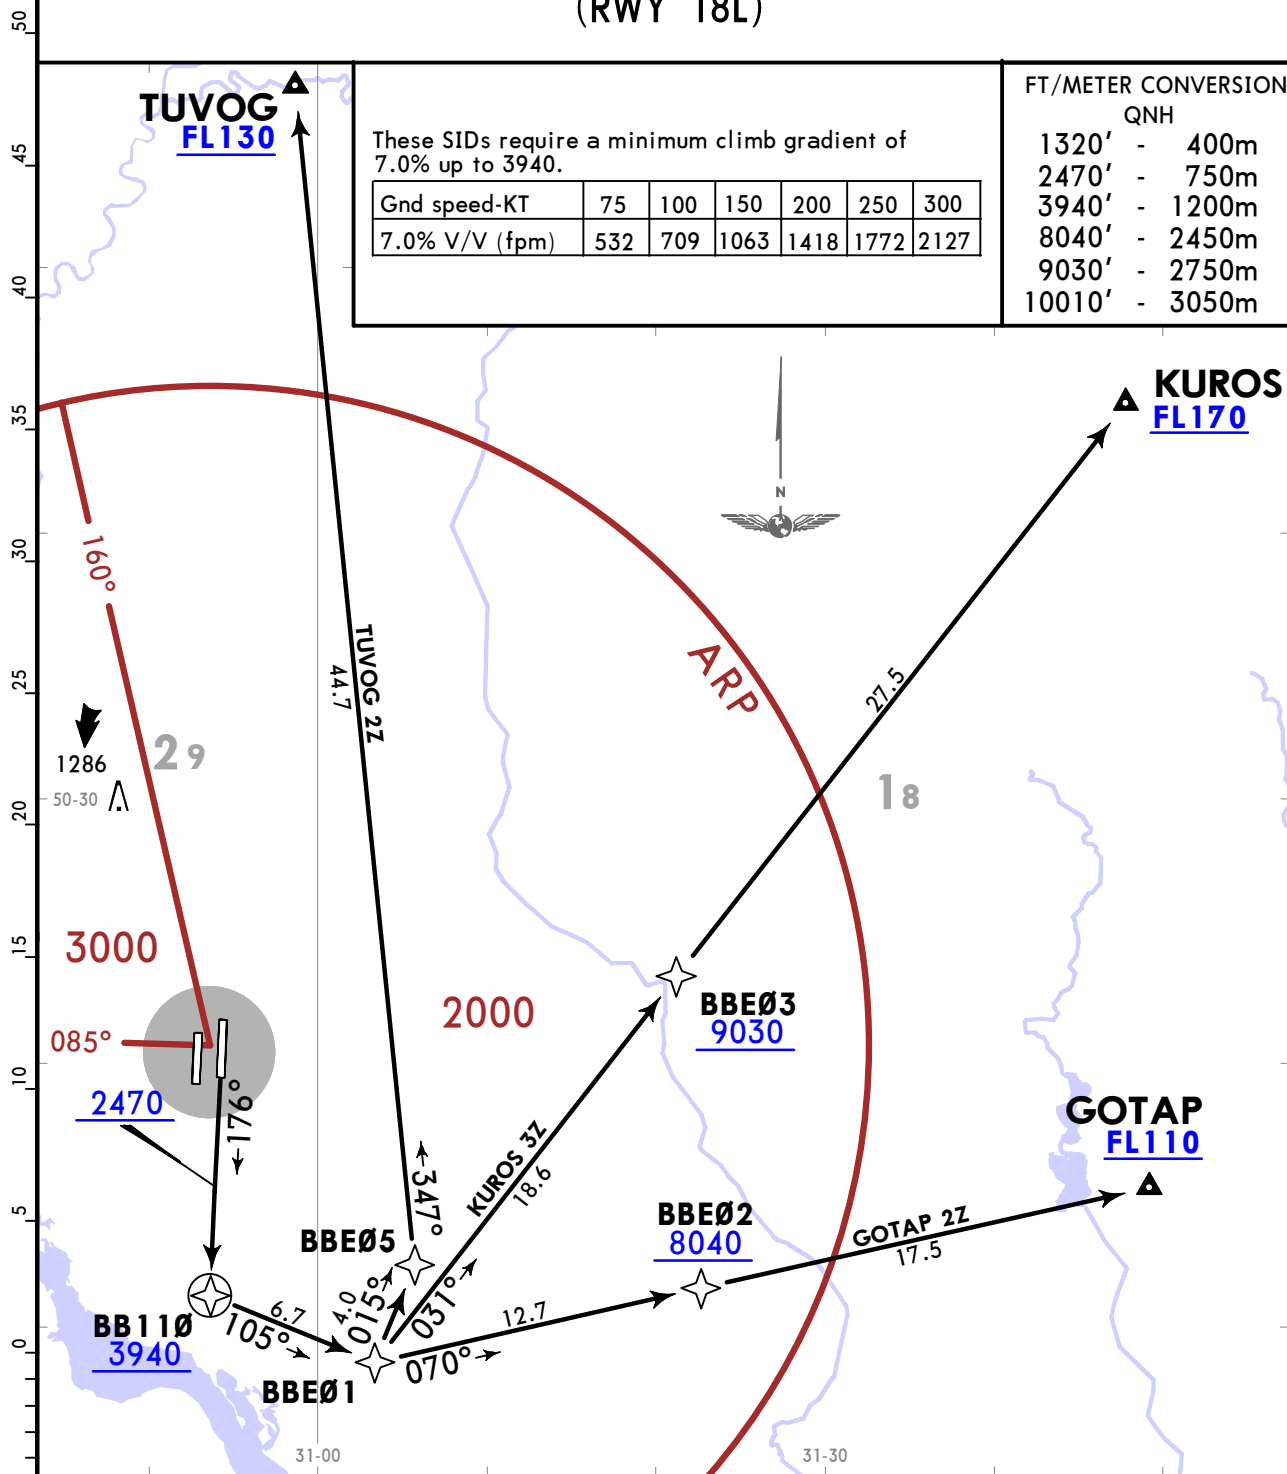 (RWY 18L)
50
45
40
35
30
25
20
15
10
5
0
TUVOG
FL130
These SIDs require a minimum climb gradient of
7.0% up to 3940.
Gnd speed-KT 75 100 150 200 250 300
7.0% V/V (fpm) 532 709 1063 1418 1772 2127
FT/METER CONVERSION
QNH
1320' - 400m
2470' - 750m
3940' - 1200m
8040' - 2450m
9030' - 2750m
10010' - 3050m
KUROS
FL170
N
160°
TUVOG 2Z
44.7
ARP
27.5
1286
29
50-30
18
3000
2000
BBEØ3
9030
085°
2470
176°
GOTAP
FL110
KUROS 3Z
18.6
347°
BBEØ5
BBEØ2
8040
GOTAP 2Z
17.5
4.0
015°
031°
12.7
6.7
105°
BB11Ø
3940
070°
BBEØ1
31-00
31-30